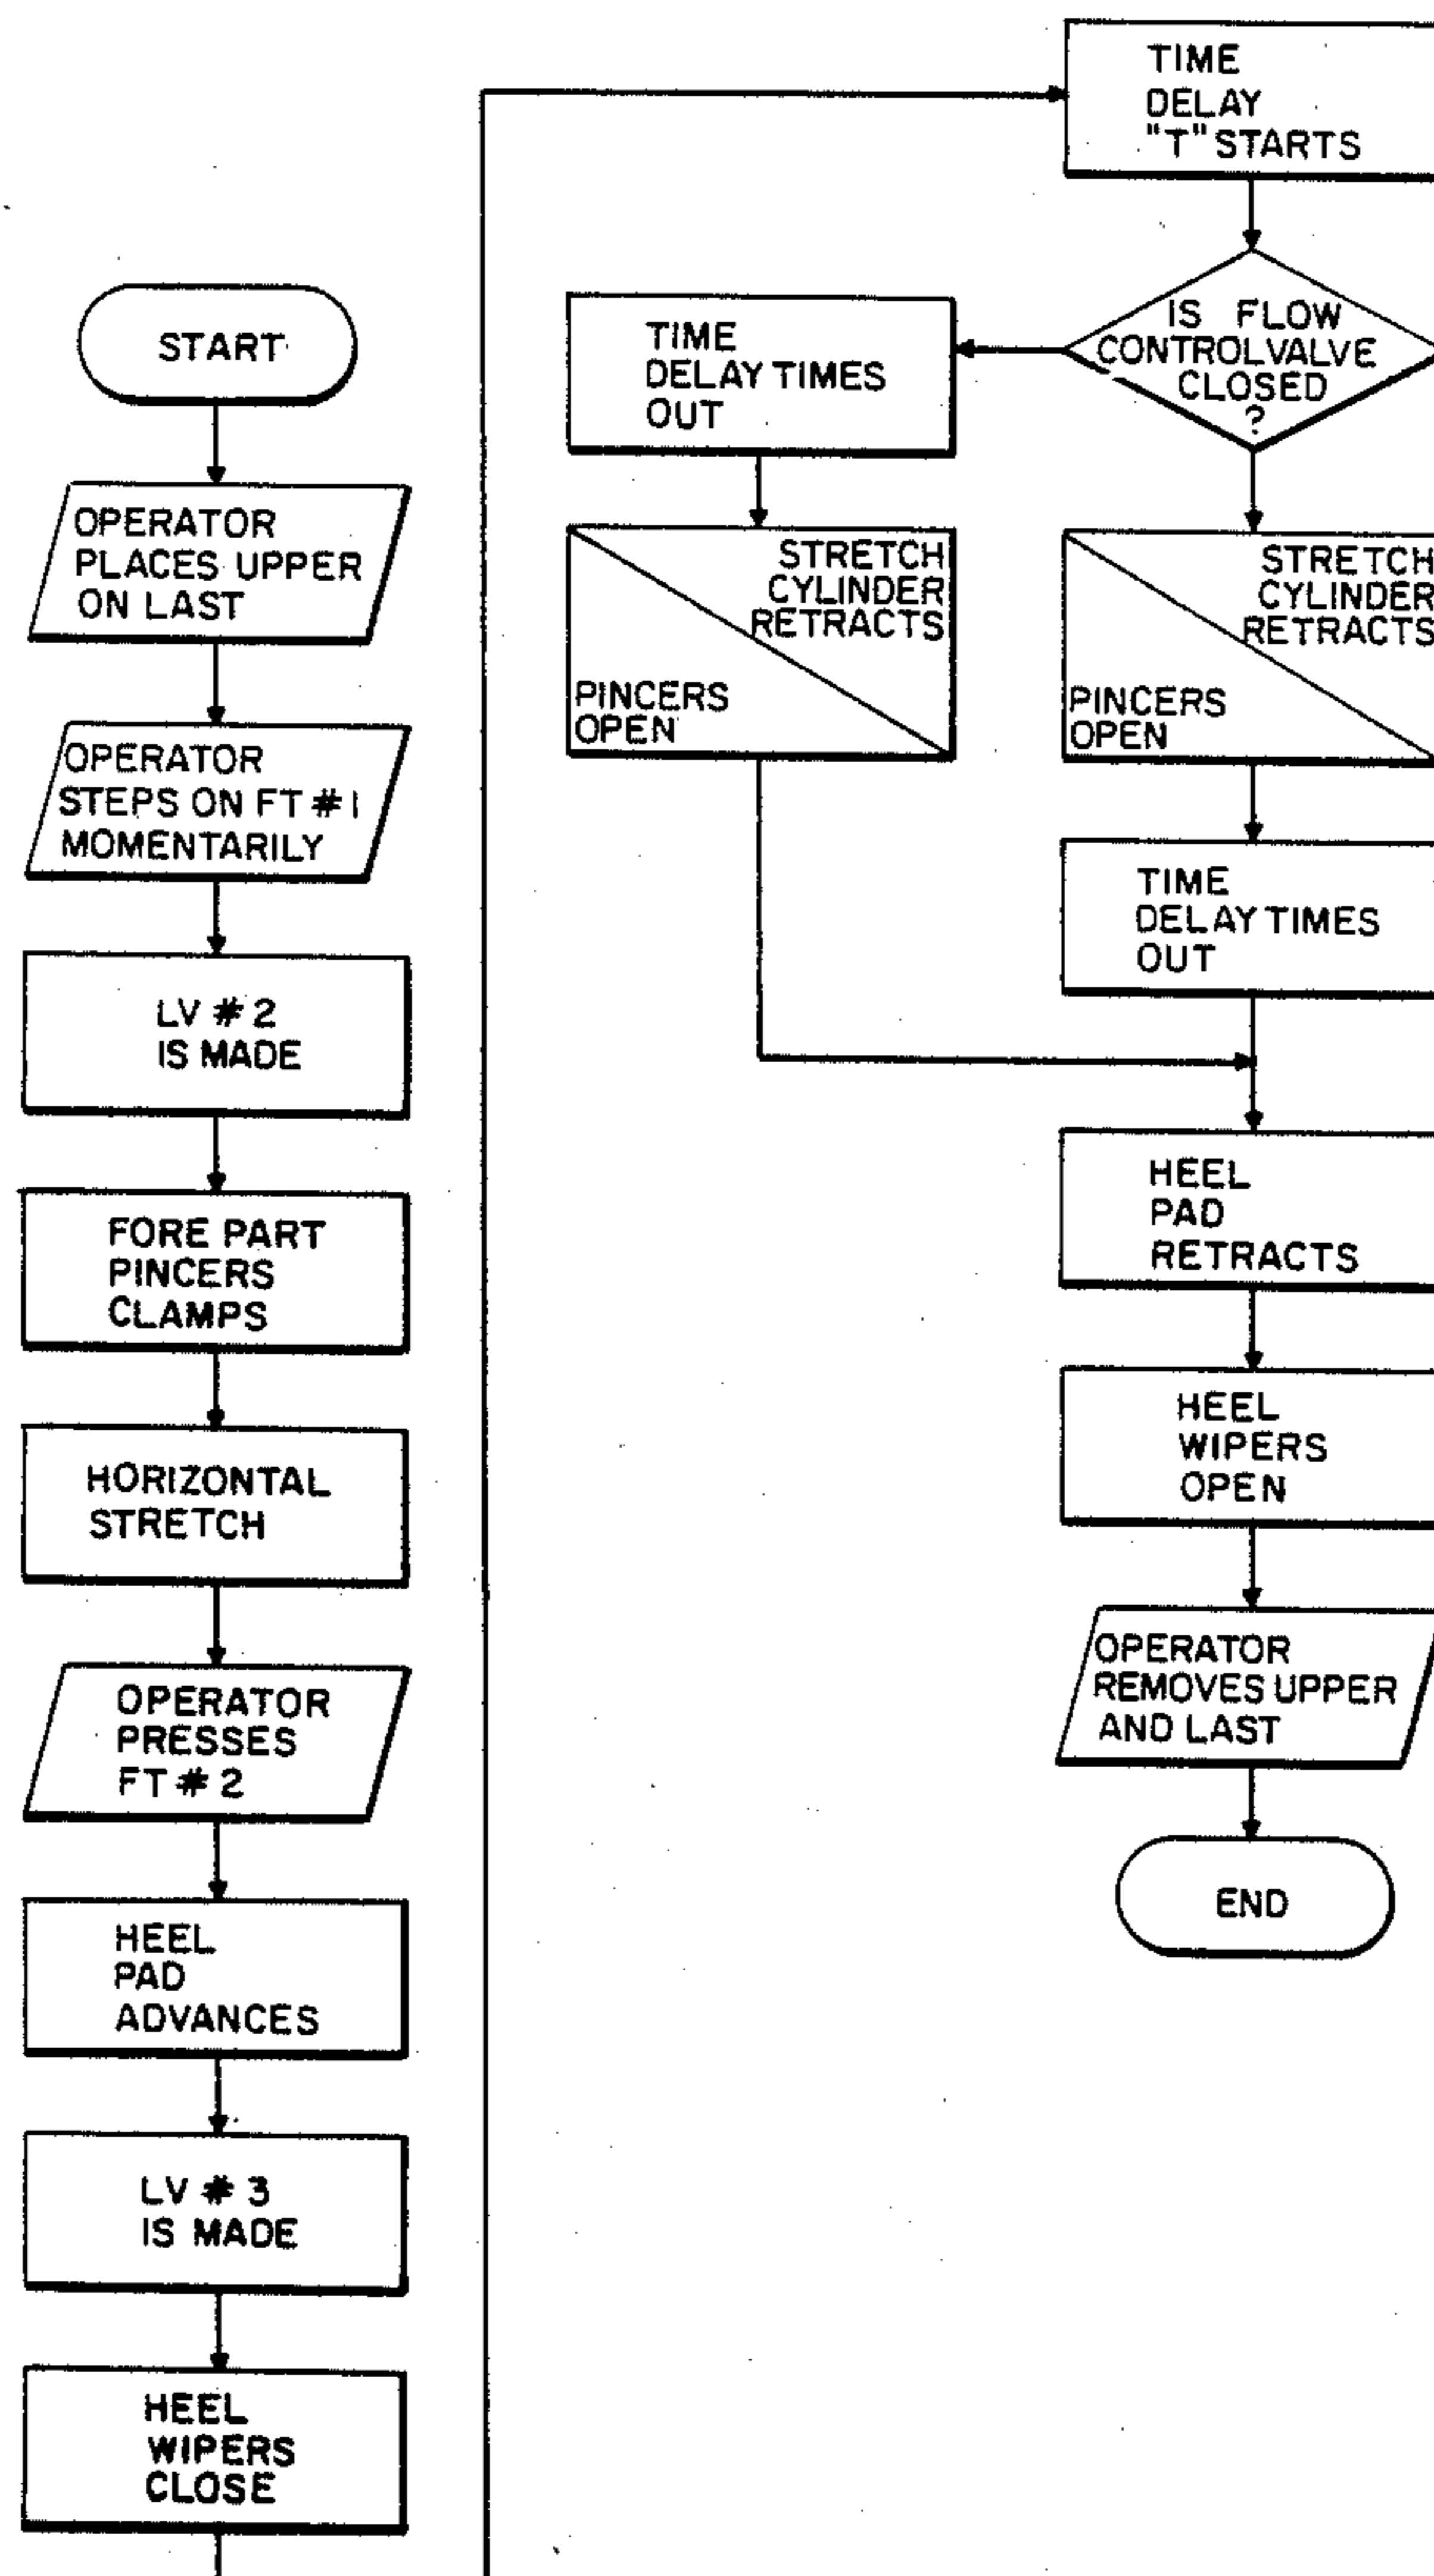 START
OPERATOR
PLACES UPPER
ON LAST
OPERATOR
STEPS ON FT #1
MOMENTARILY
LV #2
IS MADE
FORE PART
PINCERS
CLAMPS
HORIZONTAL
STRETCH
OPERATOR
PRESSES
FT #2
HEEL
PAD
ADVANCES
LV #3
IS MADE
HEEL
WIPERS
CLOSE
TIME
DELAY
"T" STARTS
IS FLOW
CONTROLVALVE
CLOSED
?
TIME
DELAY TIMES
OUT
STRETCH
CYLINDER
RETRACTS
PINCERS
OPEN
STRETCH
CYLINDER
RETRACTS
PINCERS
OPEN
TIME
DELAY TIMES
OUT
HEEL
PAD
RETRACTS
HEEL
WIPERS
OPEN
OPERATOR
REMOVES UPPER
AND LAST
END